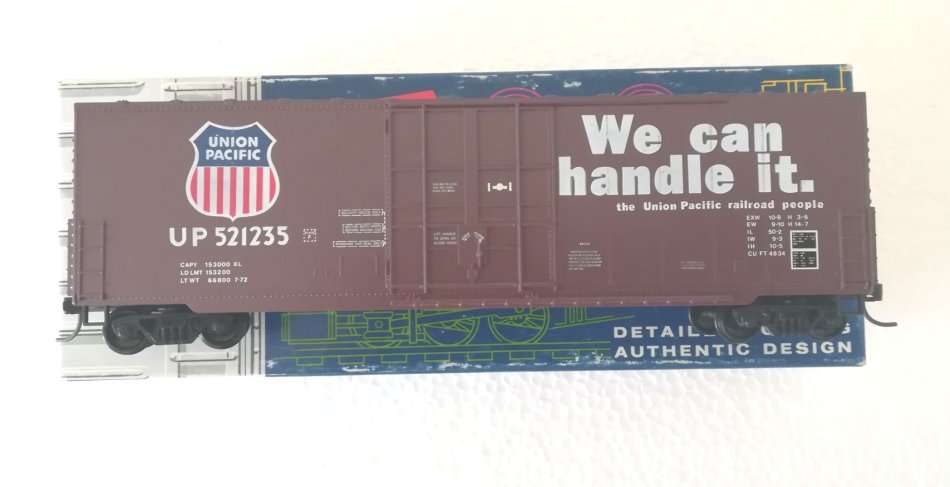 UNION
PACIFIC
UP 521235
CAPY 153000 XL
LD LMT 153200
LT WT 66800 7-72
We can
handle it.
the Union Pacific railroad people
EXW 10-8 H 3-6
EW 9-10 H 14-7
IL 50-2
IW 9-3
IH 10-5
CU FT 4834
DETAILE
AUTHENTIC DESIGN